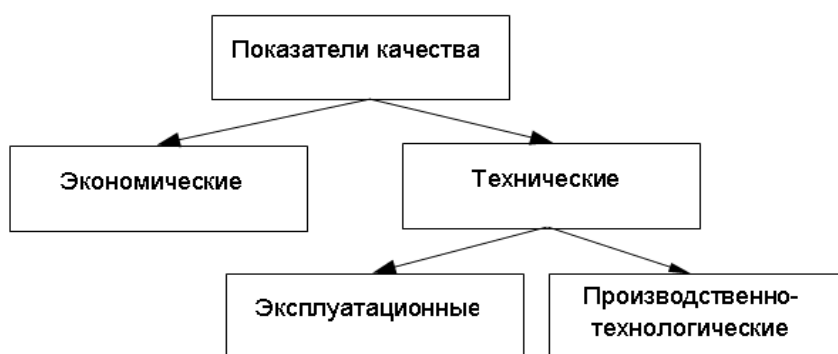 Показатели качества
Экономические
Технические
Эксплуатационные
Производственно-
технологические